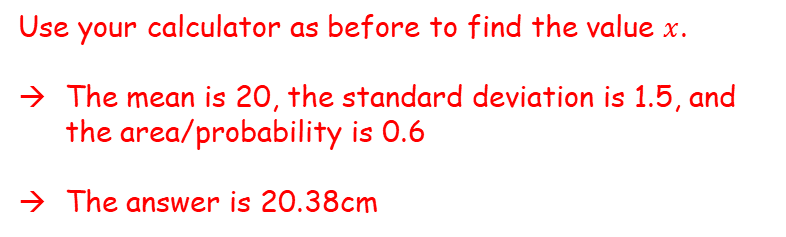 Use your calculator as before to find the value x.
→ The mean is 20, the standard deviation is 1.5, and
the area/probability is 0.6
→ The answer is 20.38cm